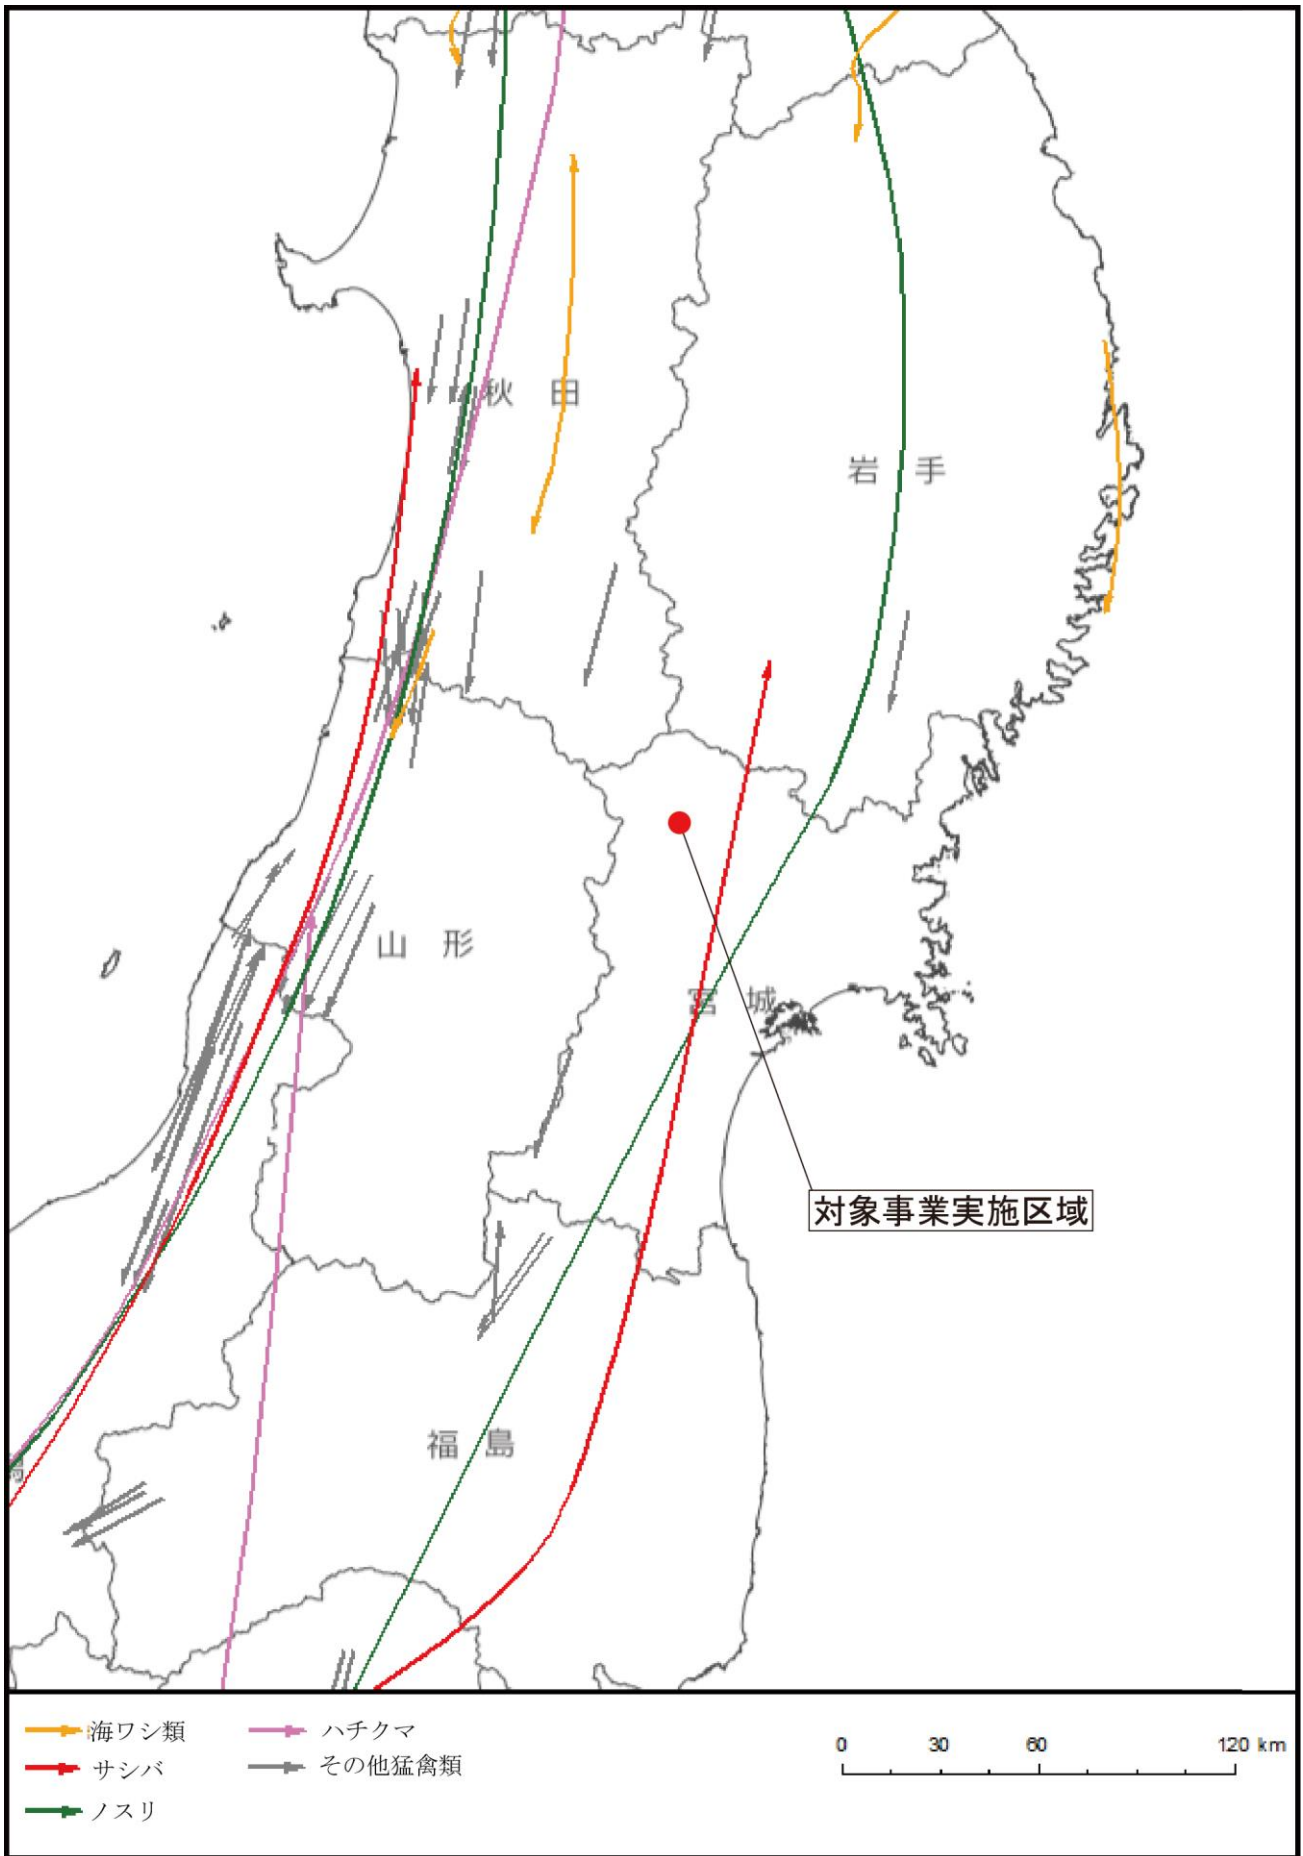 秋田
岩手
山形
宮城
対象事業実施区域
福島
潟
海ワシ類
ハチクマ
サシバ
その他猛禽類
ノスリ
0 30 60 120 km